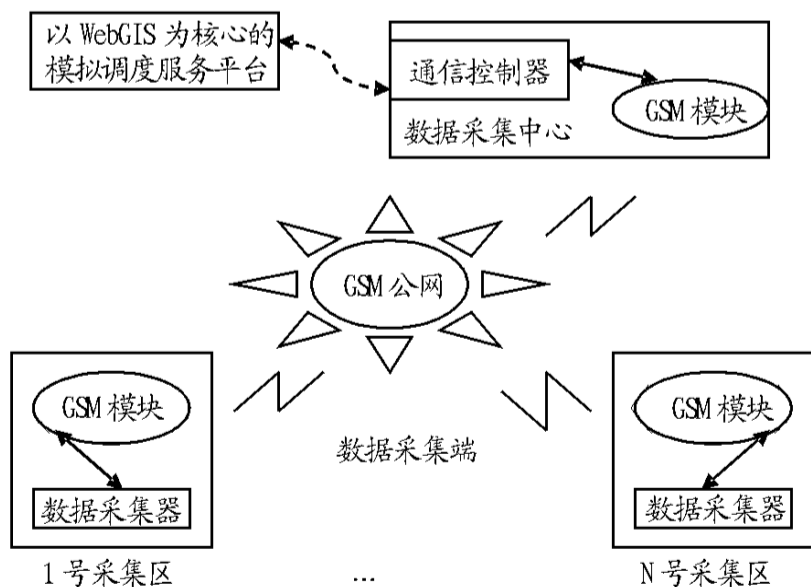 以 WebGIS 为核心的
模拟调度服务平台
通信控制器
GSM 模块
数据采集中心
GSM 公网
GSM 模块
数据采集器
1 号采集区
数据采集端
...
GSM 模块
数据采集器
N 号采集区